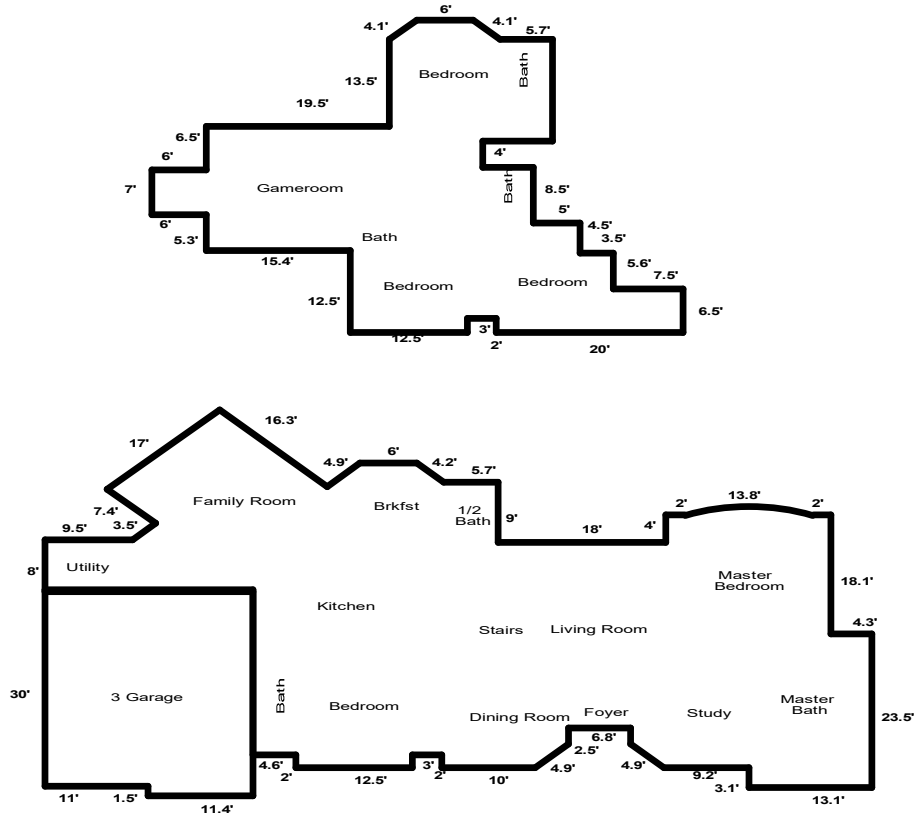 6'
4.1'
4.1'
5.7'
Bedroom
Bath
13.5'
19.5'
6.5'
4'
6'
7'
Gameroom
Bath
8.5'
6'
5'
4.5'
5.3'
Bath
3.5'
15.4'
5.6'
7.5'
Bedroom
Bedroom
12.5'
6.5'
12.5'
3'
2'
20'
16.3'
17'
4.9'
6'
4.2'
5.7'
Family Room
Brkfst
1/2
Bath
7.4'
3.5'
9.5'
9'
18'
4'
2'
13.8'
2'
8'
Utility
Master
Bedroom
18.1'
Kitchen
Stairs
Living Room
4.3'
30'
3 Garage
Bath
Bedroom
Dining Room
Foyer
Study
Master
Bath
23.5'
6.8'
2.5'
4.6'
2'
12.5'
3'
2'
10'
4.9'
4.9'
9.2'
3.1'
13.1'
11'
1.5'
11.4'